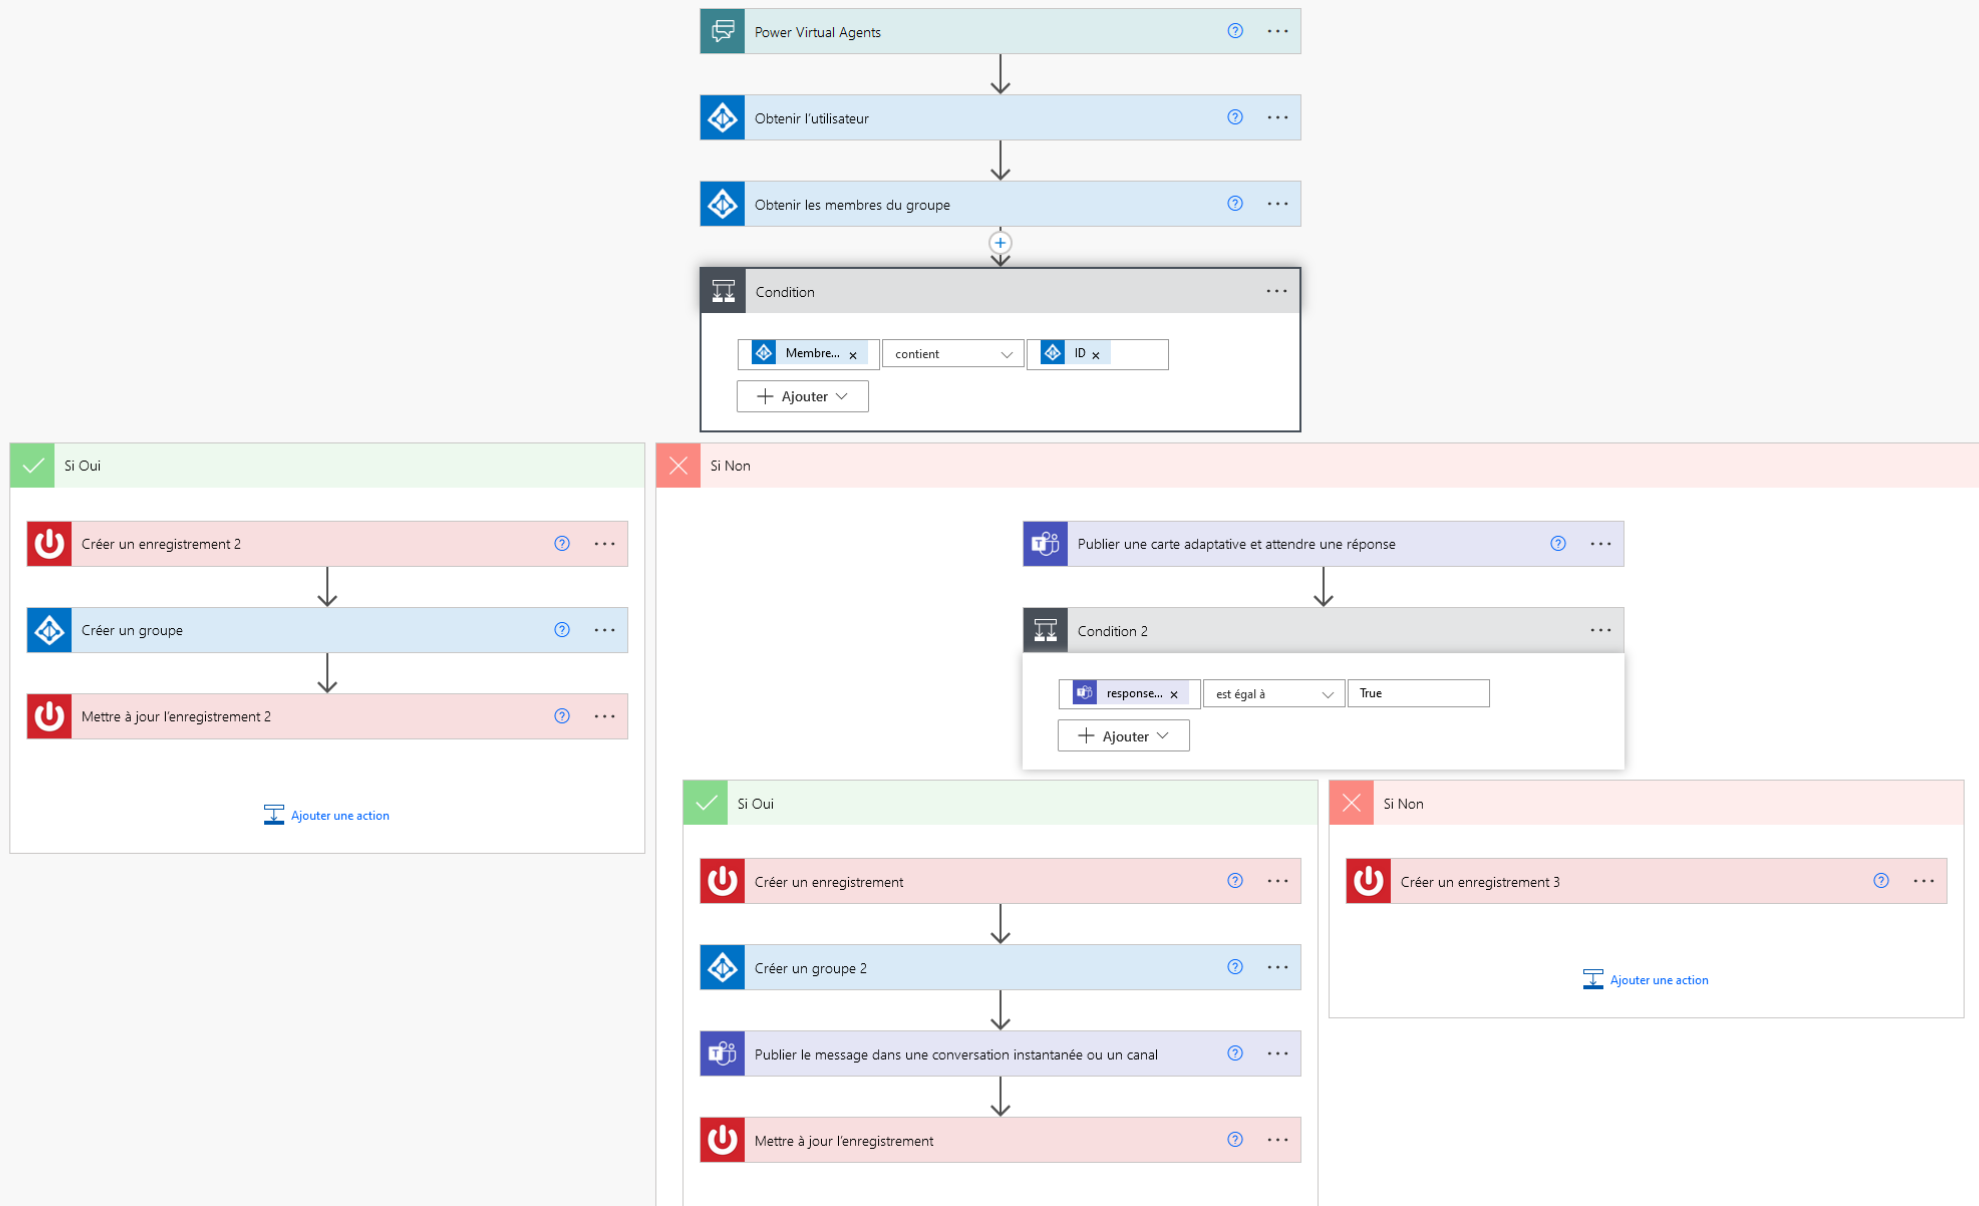 Power Virtual Agents
Obtenir l'utilisateur
Obtenir les membres du groupe
Condition
Membre... × contient ID ×
Ajouter
Si Oui
Si Non
Créer un enregistrement 2
Créer un groupe
Mettre à jour l'enregistrement 2
Ajouter une action
Publier une carte adaptative et attendre une réponse
Condition 2
response... × est égal à True
Ajouter
Si Oui
Créer un enregistrement
Créer un groupe 2
Publier le message dans une conversation instantanée ou un canal
Mettre à jour l'enregistrement
Si Non
Créer un enregistrement 3
Ajouter une action